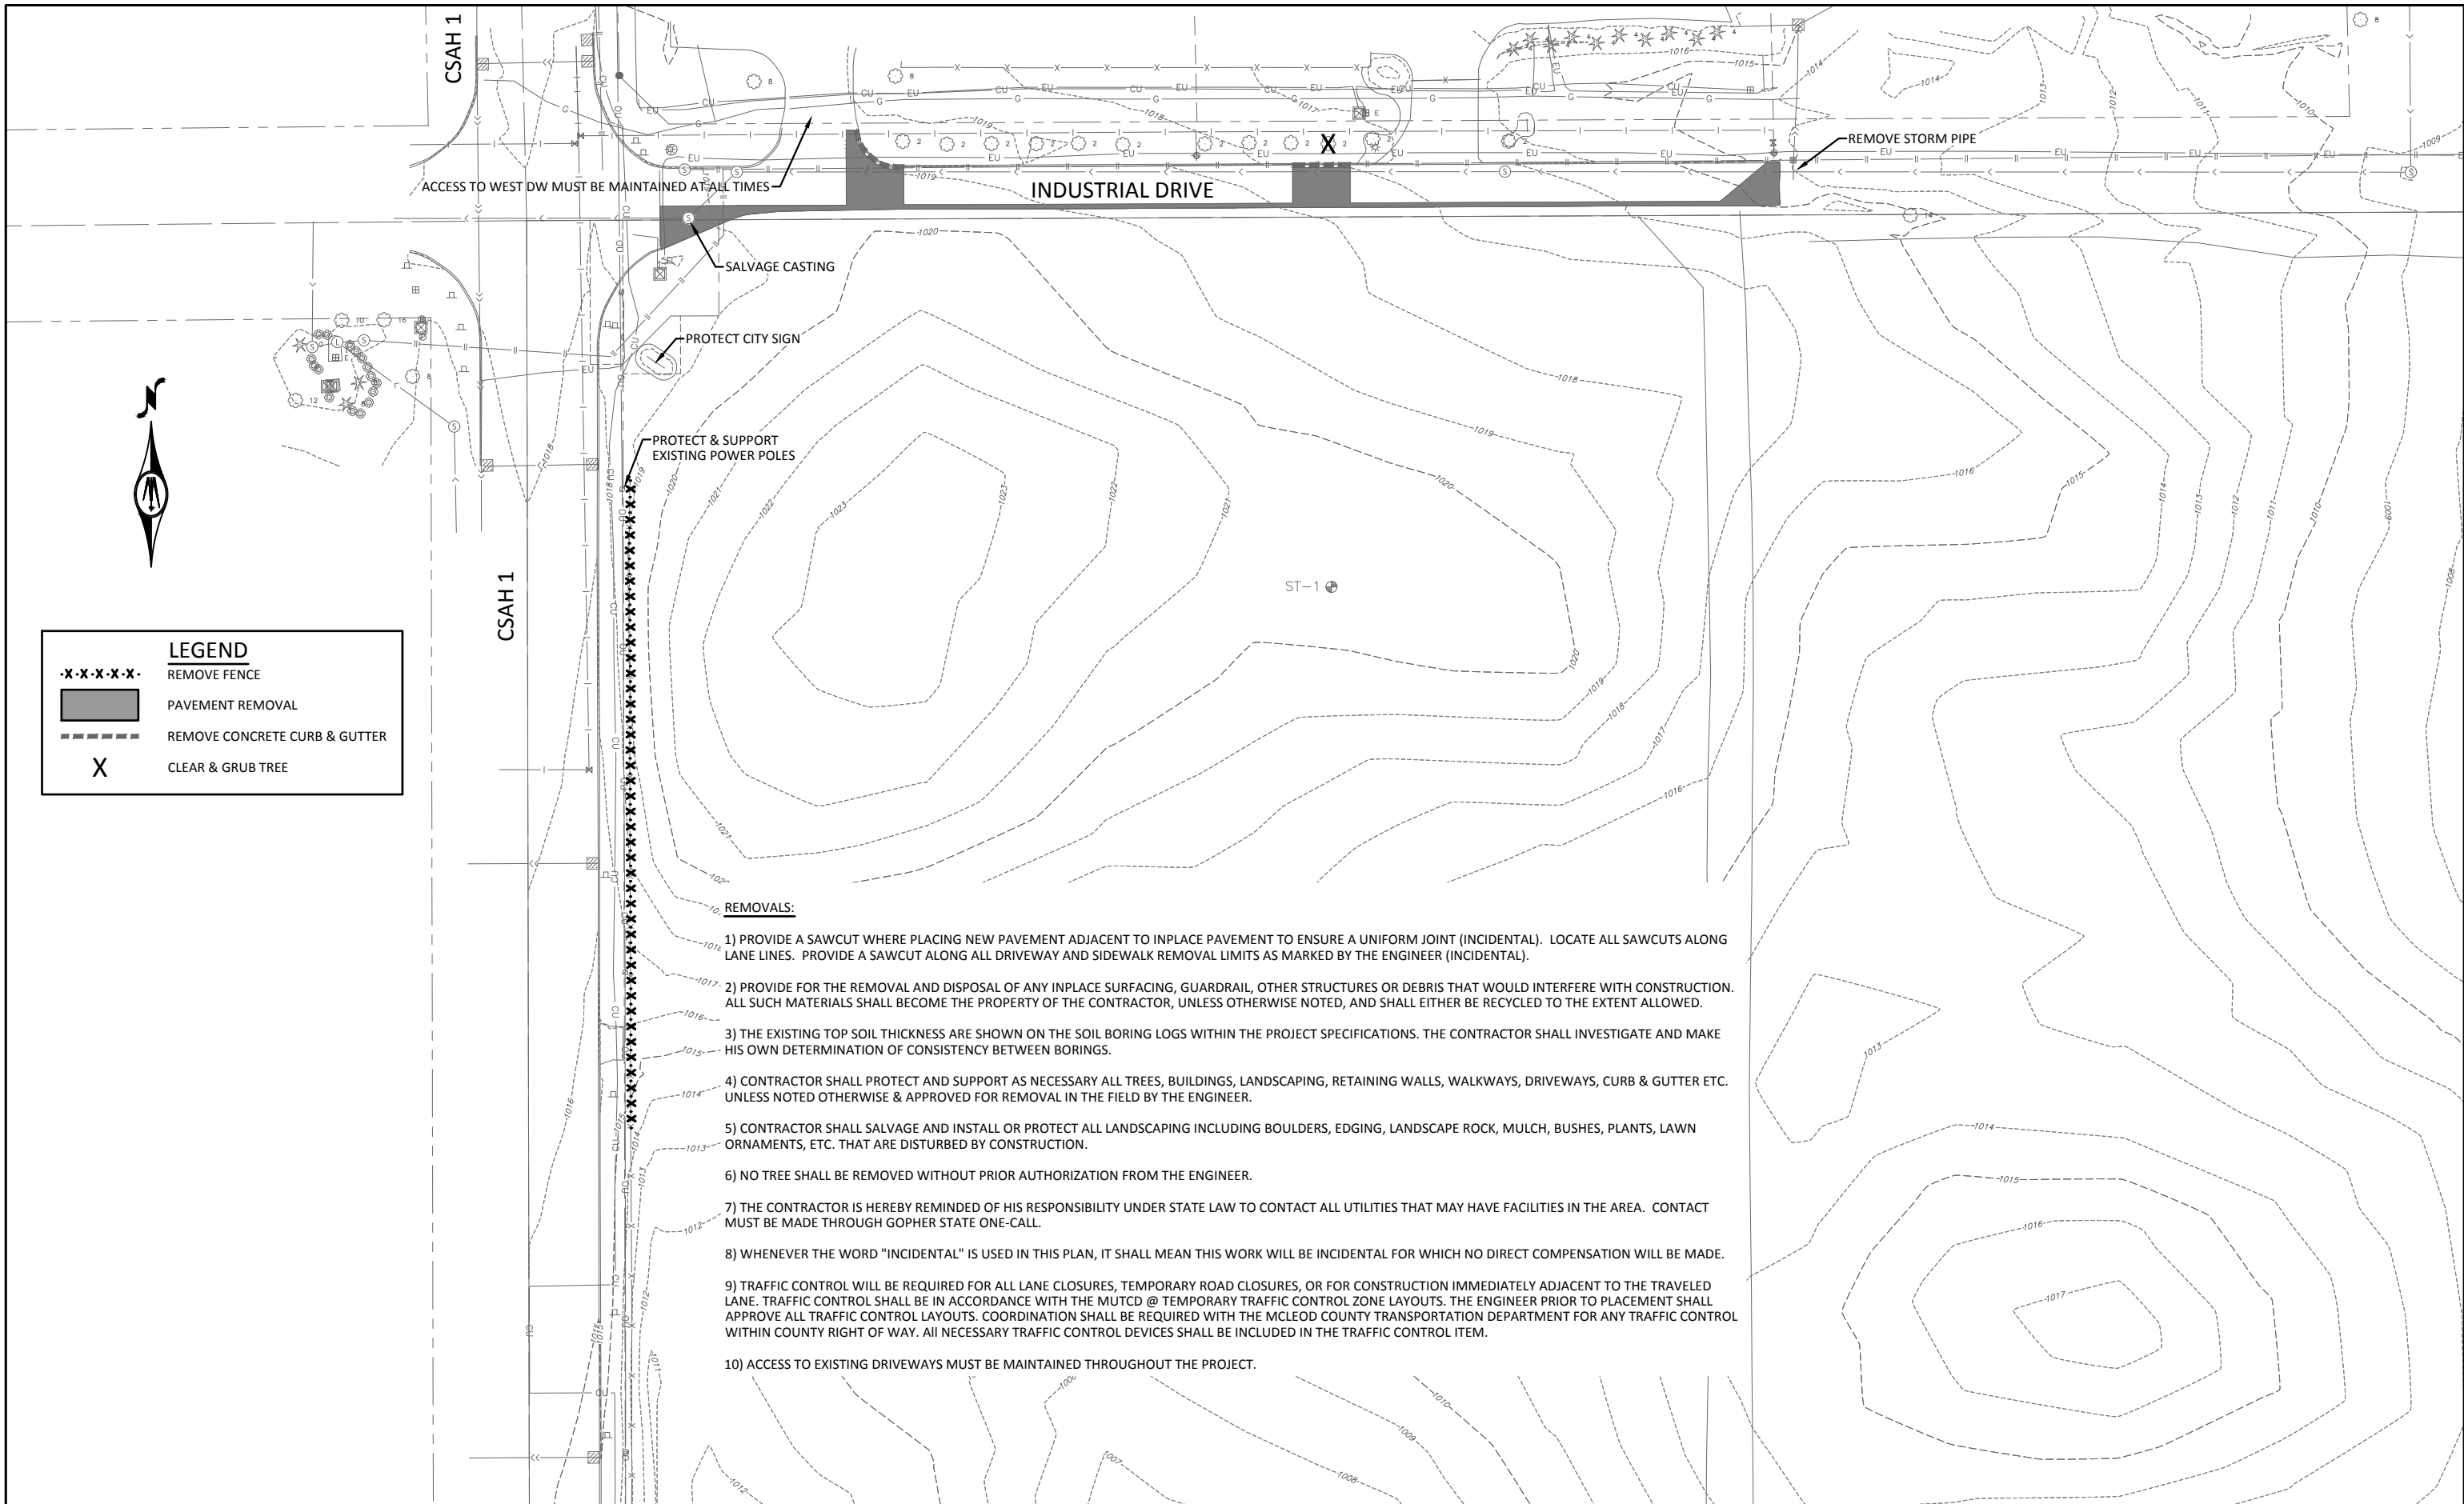 CSAH 1
ACCESS TO WEST DW MUST BE MAINTAINED AT ALL TIMES
INDUSTRIAL DRIVE
REMOVE STORM PIPE
SALVAGE CASTING
PROTECT CITY SIGN
PROTECT & SUPPORT
EXISTING POWER POLES
ST-1
CSAH 1
N
LEGEND
REMOVE FENCE
PAVEMENT REMOVAL
REMOVE CONCRETE CURB & GUTTER
X CLEAR & GRUB TREE
REMOVALS:
1) PROVIDE A SAWCUT WHERE PLACING NEW PAVEMENT ADJACENT TO INPLACE PAVEMENT TO ENSURE A UNIFORM JOINT (INCIDENTAL). LOCATE ALL SAWCUTS ALONG
LANE LINES. PROVIDE A SAWCUT ALONG ALL DRIVEWAY AND SIDEWALK REMOVAL LIMITS AS MARKED BY THE ENGINEER (INCIDENTAL).
2) PROVIDE FOR THE REMOVAL AND DISPOSAL OF ANY INPLACE SURFACING, GUARDRAIL, OTHER STRUCTURES OR DEBRIS THAT WOULD INTERFERE WITH CONSTRUCTION.
ALL SUCH MATERIALS SHALL BECOME THE PROPERTY OF THE CONTRACTOR, UNLESS OTHERWISE NOTED, AND SHALL EITHER BE RECYCLED TO THE EXTENT ALLOWED.
3) THE EXISTING TOP SOIL THICKNESS ARE SHOWN ON THE SOIL BORING LOGS WITHIN THE PROJECT SPECIFICATIONS. THE CONTRACTOR SHALL INVESTIGATE AND MAKE
HIS OWN DETERMINATION OF CONSISTENCY BETWEEN BORINGS.
4) CONTRACTOR SHALL PROTECT AND SUPPORT AS NECESSARY ALL TREES, BUILDINGS, LANDSCAPING, RETAINING WALLS, WALKWAYS, DRIVEWAYS, CURB & GUTTER ETC.
UNLESS NOTED OTHERWISE & APPROVED FOR REMOVAL IN THE FIELD BY THE ENGINEER.
5) CONTRACTOR SHALL SALVAGE AND INSTALL OR PROTECT ALL LANDSCAPING INCLUDING BOULDERS, EDGING, LANDSCAPE ROCK, MULCH, BUSHES, PLANTS, LAWN
ORNAMENTS, ETC. THAT ARE DISTURBED BY CONSTRUCTION.
6) NO TREE SHALL BE REMOVED WITHOUT PRIOR AUTHORIZATION FROM THE ENGINEER.
7) THE CONTRACTOR IS HEREBY REMINDED OF HIS RESPONSIBILITY UNDER STATE LAW TO CONTACT ALL UTILITIES THAT MAY HAVE FACILITIES IN THE AREA. CONTACT
MUST BE MADE THROUGH GOPHER STATE ONE-CALL.
8) WHENEVER THE WORD "INCIDENTAL" IS USED IN THIS PLAN, IT SHALL MEAN THIS WORK WILL BE INCIDENTAL FOR WHICH NO DIRECT COMPENSATION WILL BE MADE.
9) TRAFFIC CONTROL WILL BE REQUIRED FOR ALL LANE CLOSURES, TEMPORARY ROAD CLOSURES, OR FOR CONSTRUCTION IMMEDIATELY ADJACENT TO THE TRAVELED
LANE. TRAFFIC CONTROL SHALL BE IN ACCORDANCE WITH THE MUTCD @ TEMPORARY TRAFFIC CONTROL ZONE LAYOUTS. THE ENGINEER PRIOR TO PLACEMENT SHALL
APPROVE ALL TRAFFIC CONTROL LAYOUTS. COORDINATION SHALL BE REQUIRED WITH THE MCLEOD COUNTY TRANSPORTATION DEPARTMENT FOR ANY TRAFFIC CONTROL
WITHIN COUNTY RIGHT OF WAY. All NECESSARY TRAFFIC CONTROL DEVICES SHALL BE INCLUDED IN THE TRAFFIC CONTROL ITEM.
10) ACCESS TO EXISTING DRIVEWAYS MUST BE MAINTAINED THROUGHOUT THE PROJECT.